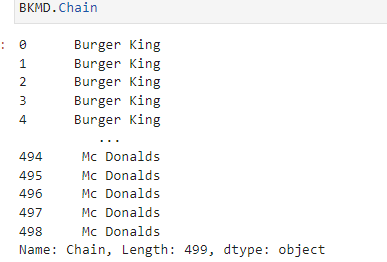 BKMD.Chain
: 0 Burger King
1 Burger King
2 Burger King
3 Burger King
4 Burger King
...
494 Mc Donalds
495 Mc Donalds
496 Mc Donalds
497 Mc Donalds
498 Mc Donalds
Name: Chain, Length: 499, dtype: object